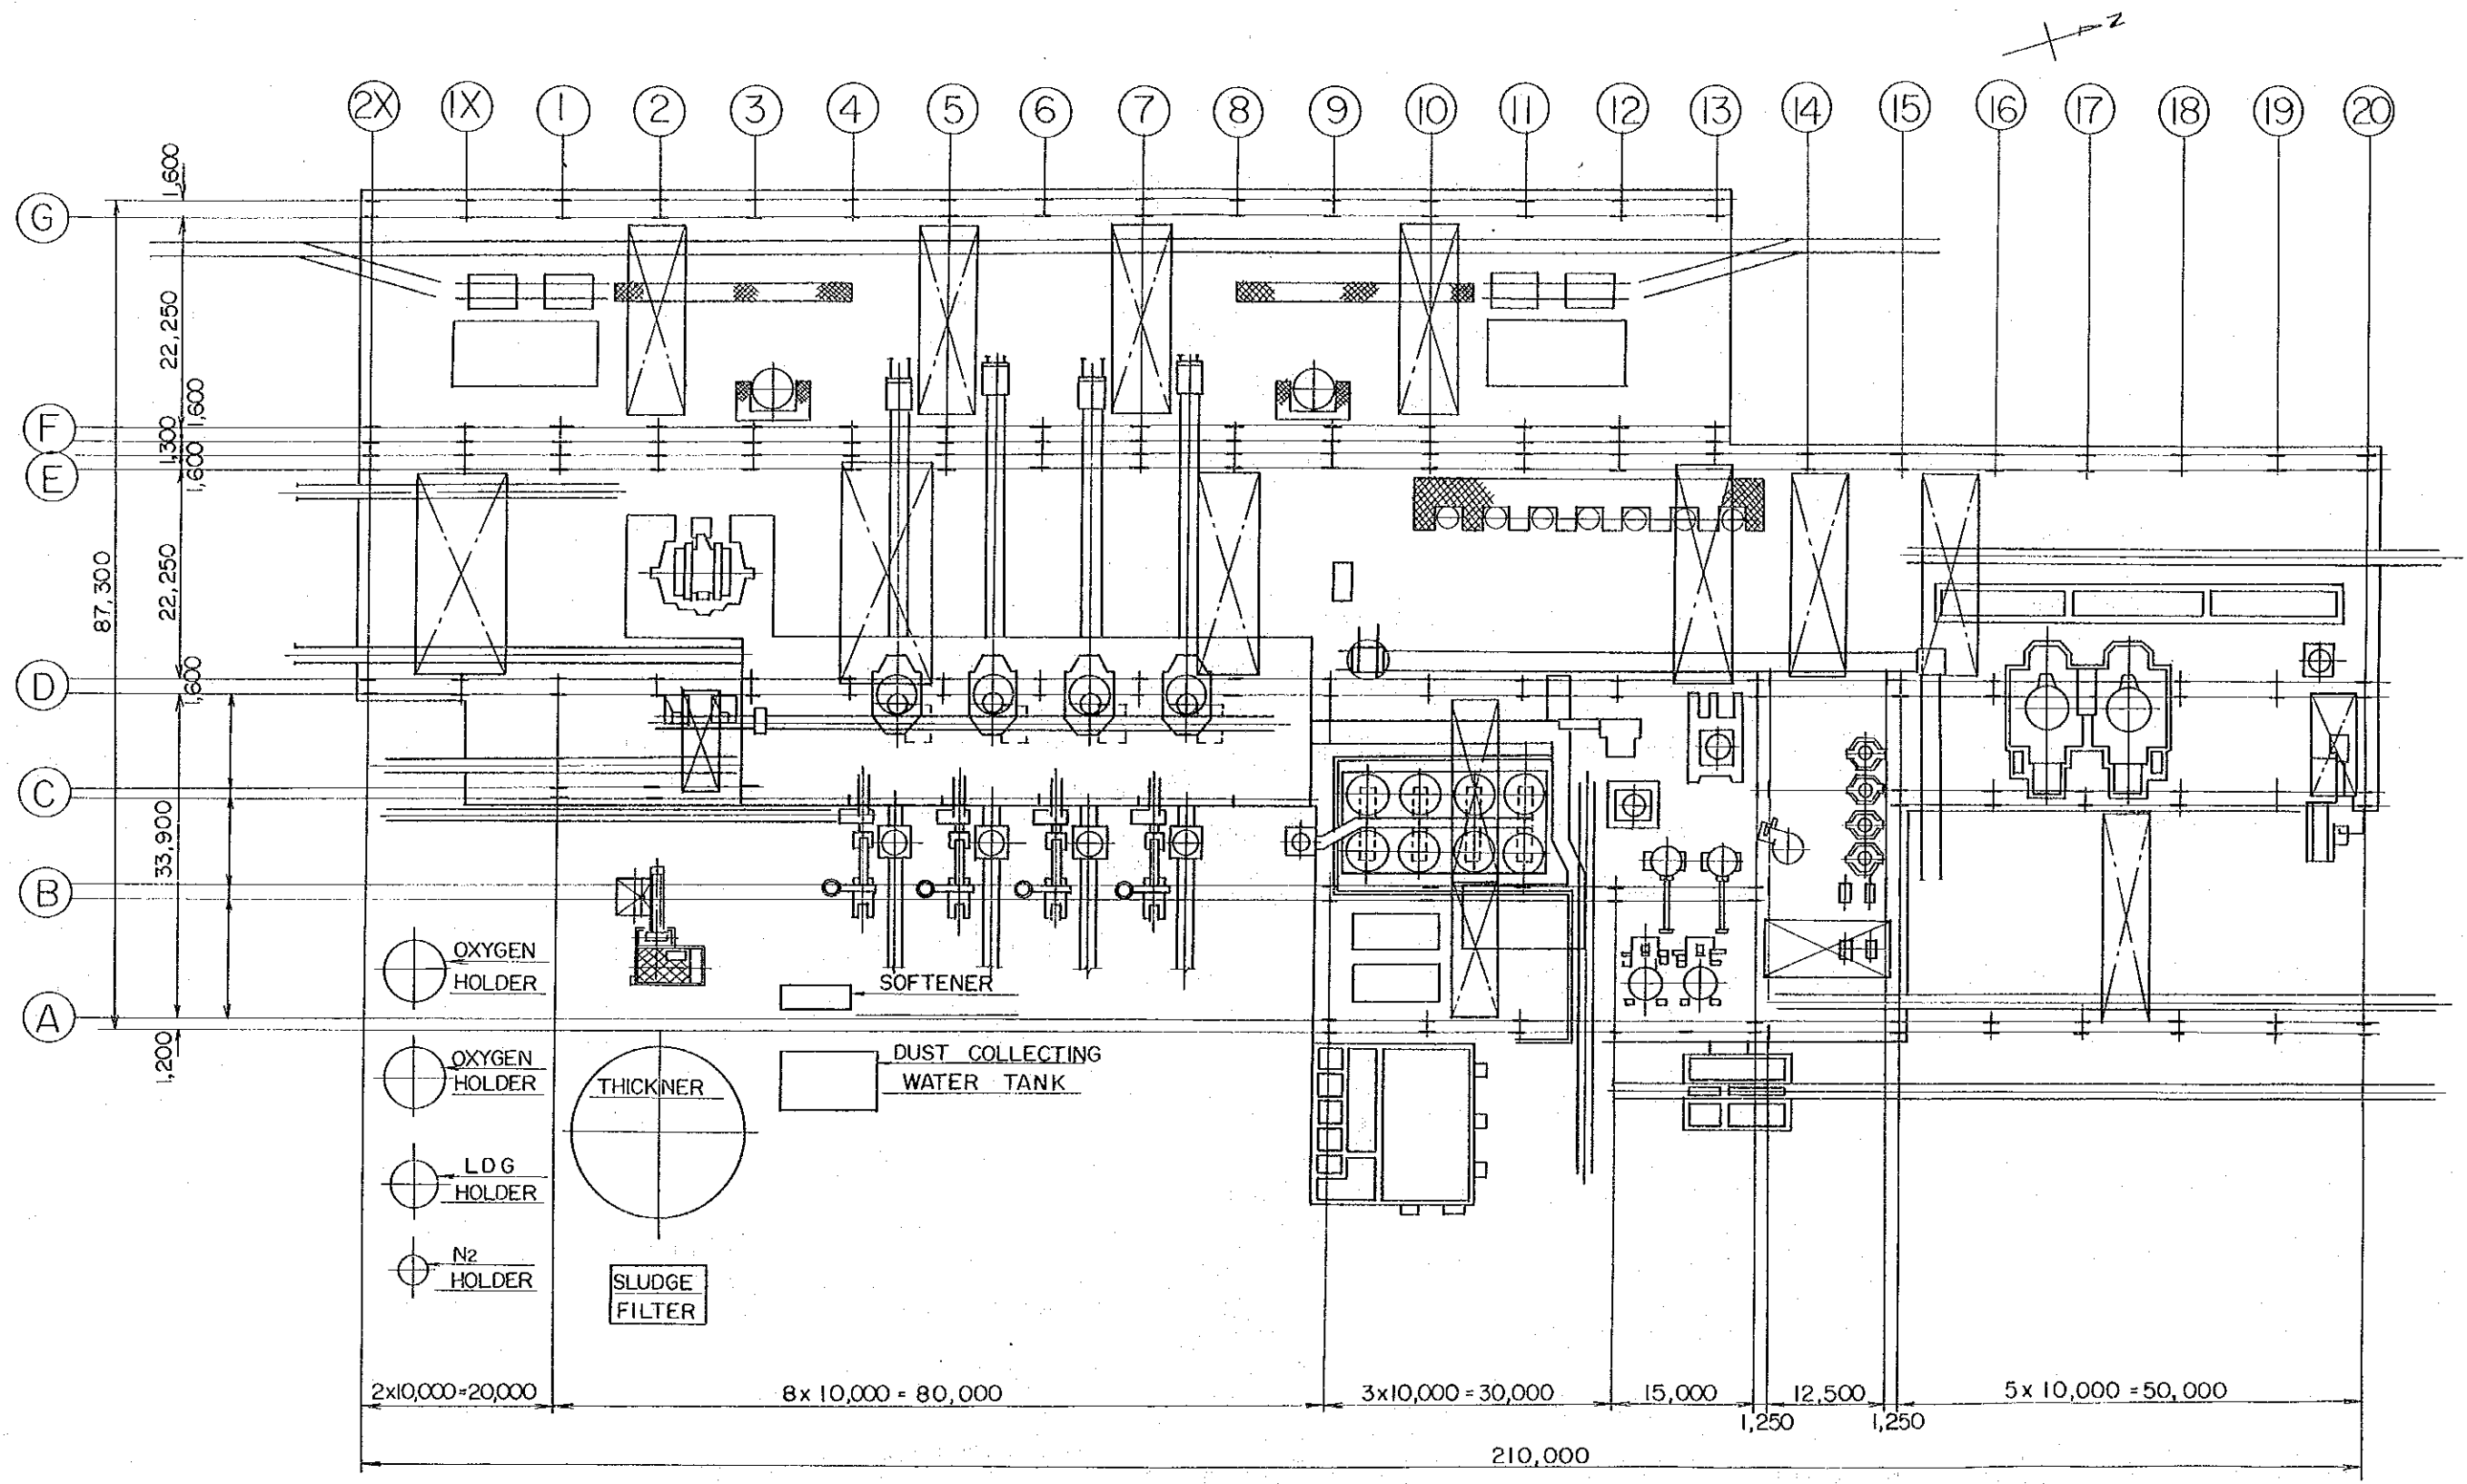 N
2X 1X 1 2 3 4 5 6 7 8 9 10 11 12 13 14 15 16 17 18 19 20
1,600
G
22,250
1,600
F
1,300
E
1,600
87,300
22,250
D
1,600
C
33,900
B
OXYGEN
HOLDER
SOFTENER
A
1,200
OXYGEN
HOLDER
THICKNER
DUST COLLECTING
WATER TANK
LDG
HOLDER
N2
HOLDER
SLUDGE
FILTER
2x10,000=20,000 8x10,000=80,000 3x10,000=30,000 15,000 12,500 5x10,000=50,000
1,250 1,250
210,000